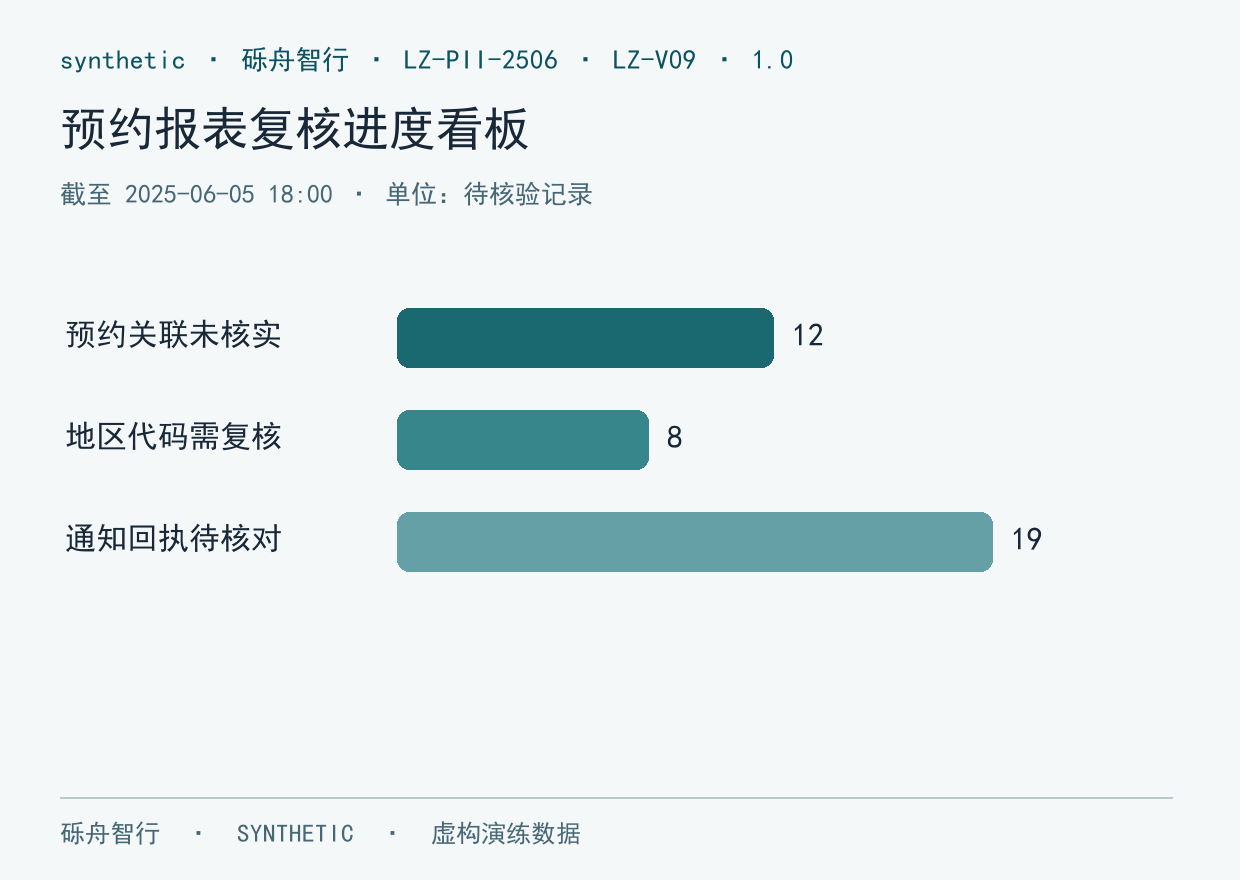 synthetic · 砾舟智行 · LZ-PII-2506 · LZ-V09 · 1.0
预约报表复核进度看板
截至 2025-06-05 18:00 · 单位：待核验记录
预约关联未核实 12
地区代码需复核 8
通知回执待核对 19
砾舟智行 · SYNTHETIC · 虚构演练数据